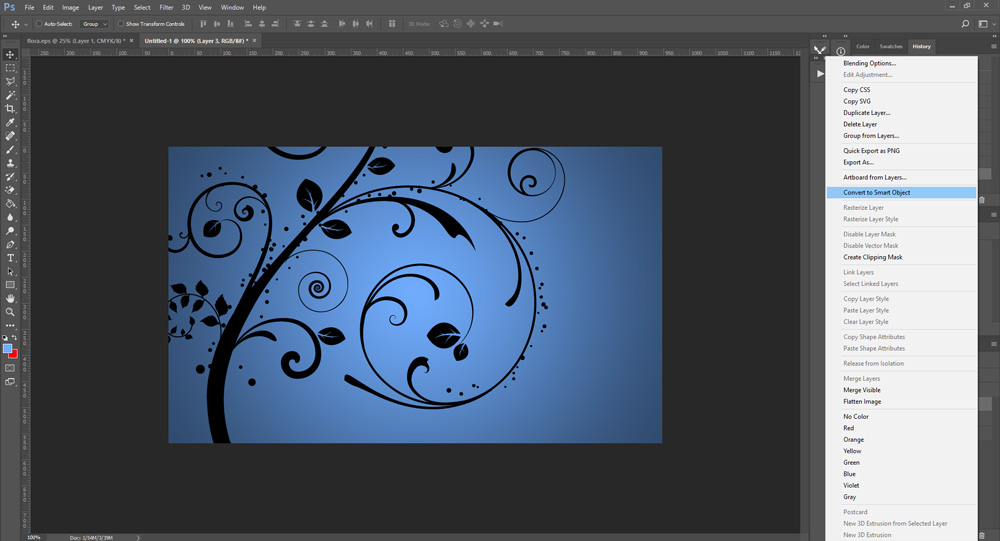 Ps File Edit Image Layer Type Select Filter 3D View Window Help
Auto-Select: Group Show Transform Controls 3D Mode:
flora.eps @ 25% (Layer 1, CMYK/8) * × Untitled-1 @ 100% (Layer 3, RGB/8#) * ×
Color Swatches History
Blending Options...
Edit Adjustment...
Copy CSS
Copy SVG
Duplicate Layer...
Delete Layer
Group from Layers...
Quick Export as PNG
Export As...
Artboard from Layers...
Convert to Smart Object
Rasterize Layer
Rasterize Layer Style
Disable Layer Mask
Disable Vector Mask
Create Clipping Mask
Link Layers
Select Linked Layers
Copy Layer Style
Paste Layer Style
Clear Layer Style
Copy Shape Attributes
Paste Shape Attributes
Release from Isolation
Merge Layers
Merge Visible
Flatten Image
No Color
Red
Orange
Yellow
Green
Blue
Violet
Gray
Postcard
New 3D Extrusion from Selected Layer
New 3D Extrusion
100% Doc: 1/54M/3/39M